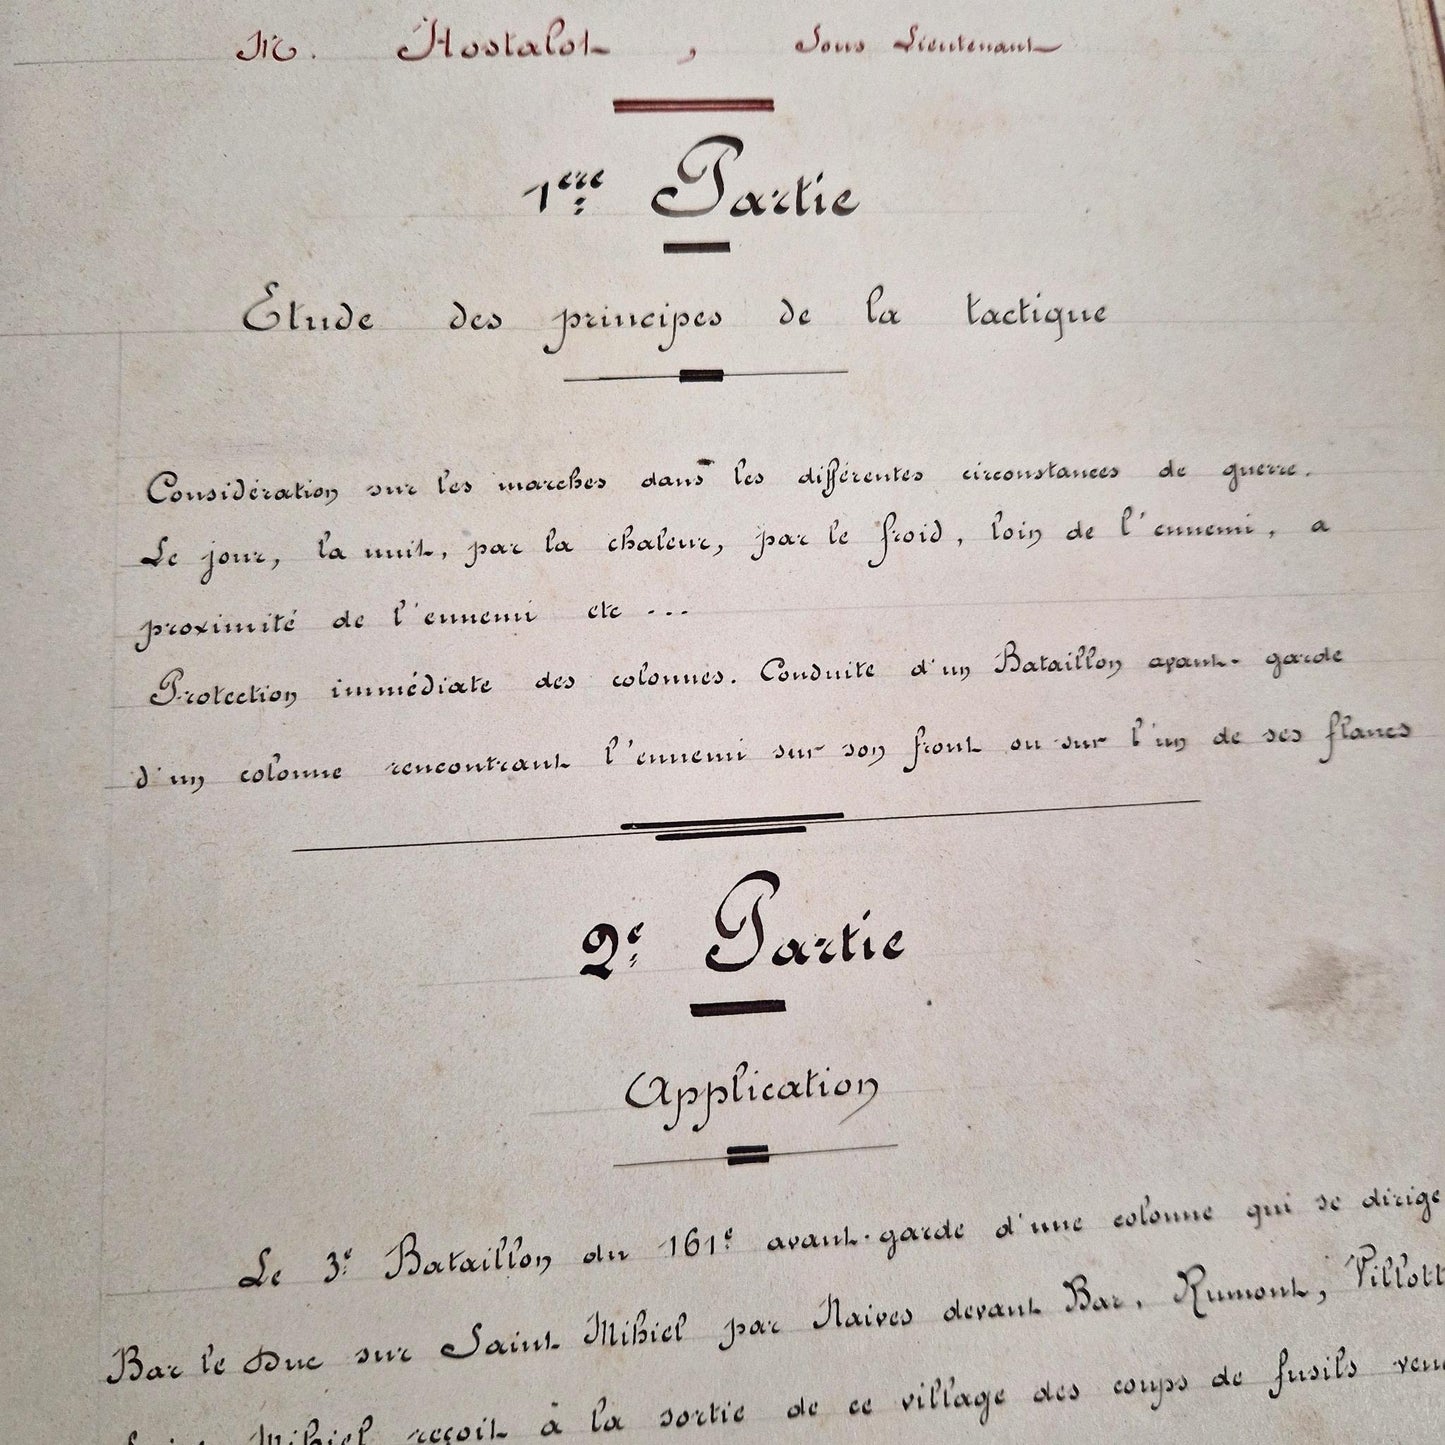 M. Hostalot, Sous Lieutenant
1ère Partie
Etude des principes de la tactique
Considération sur les marches dans les différentes circonstances de guerre.
Le jour, la nuit, par la chaleur, par le froid, loin de l'ennemi, a
proximité de l'ennemi etc ...
Protection immédiate des colonnes. Conduite d'un Bataillon avant-garde
d'un colonne rencontrant l'ennemi sur son front ou sur l'un de ses flancs
2e Partie
Application
Le 3e Bataillon du 161e avant-garde d'une colonne qui se dirige
Bar le Duc sur Saint Mihiel par Naives devant Bar, Rumont, Villott
Mihiel reçoit à la sortie de ce village des coups de fusils